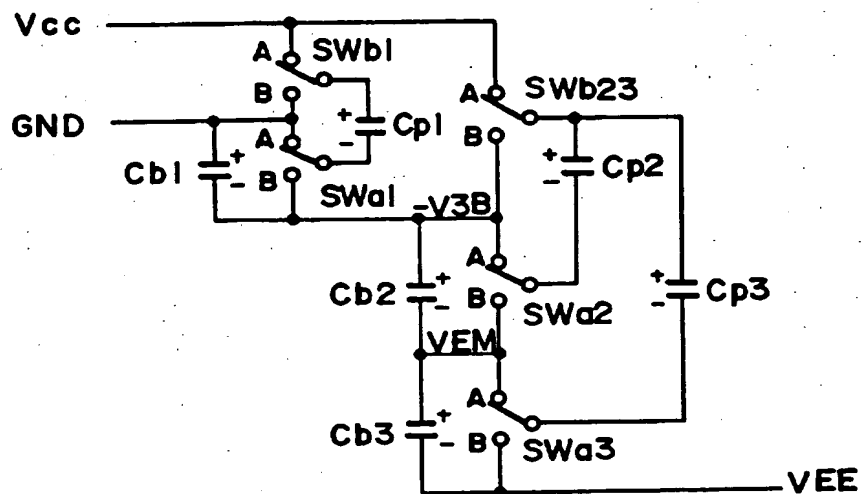 Vcc
A SWb1
B
A SWb23
GND
+
-
Cp1
A
B
Cb1
+
-
B
SWa1
+
-
Cp2
-V3B
A
Cb2
+
-
B
SWa2
+
-
Cp3
VEM
A
Cb3
+
-
B
SWa3
VEE